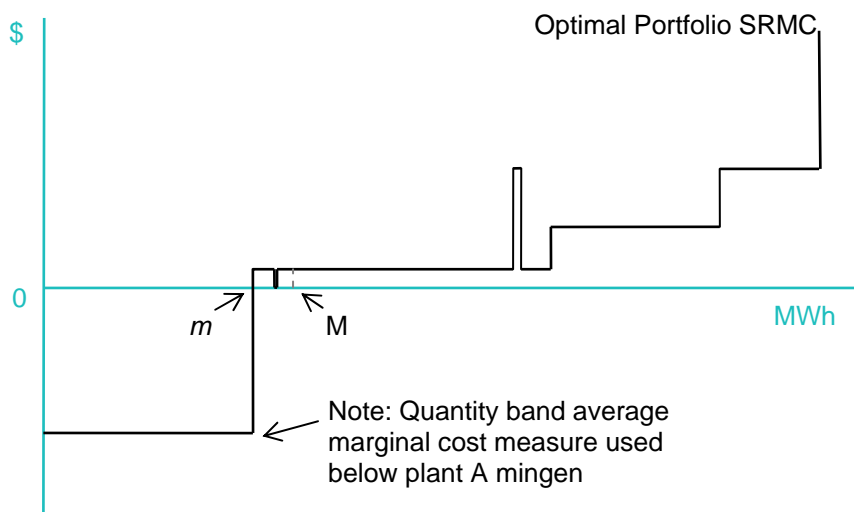 Optimal Portfolio SRMC
$
0
m
M
MWh
Note: Quantity band average
marginal cost measure used
below plant A mingen